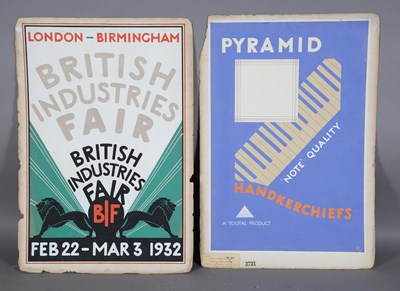 LONDON – BIRMINGHAM
BRITISH
INDUSTRIES
FAIR
BRITISH
INDUSTRIES
FAIR
BIF
FEB 22 – MAR 3 1932
PYRAMID
'NOTE' QUALITY
HANDKERCHIEFS
A TOOTAL PRODUCT
3721